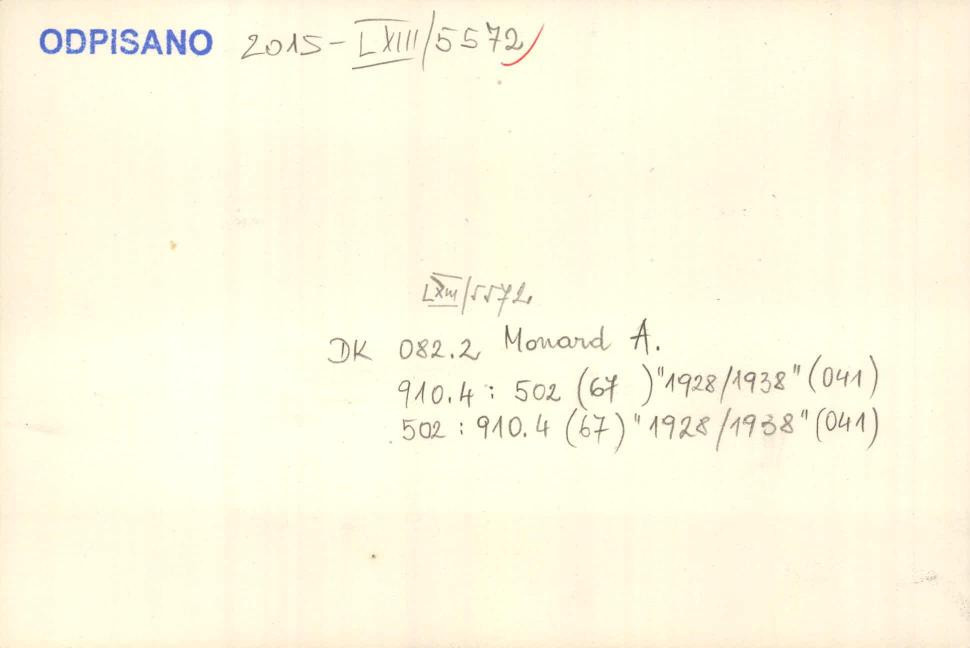 ODPISANO 2015-LXIII/5572
LXIII/5572
DK 082.2 Monard A.
910.4 : 502 (67 ) "1928/1938" (041)
502 : 910.4 (67) "1928/1938" (041)